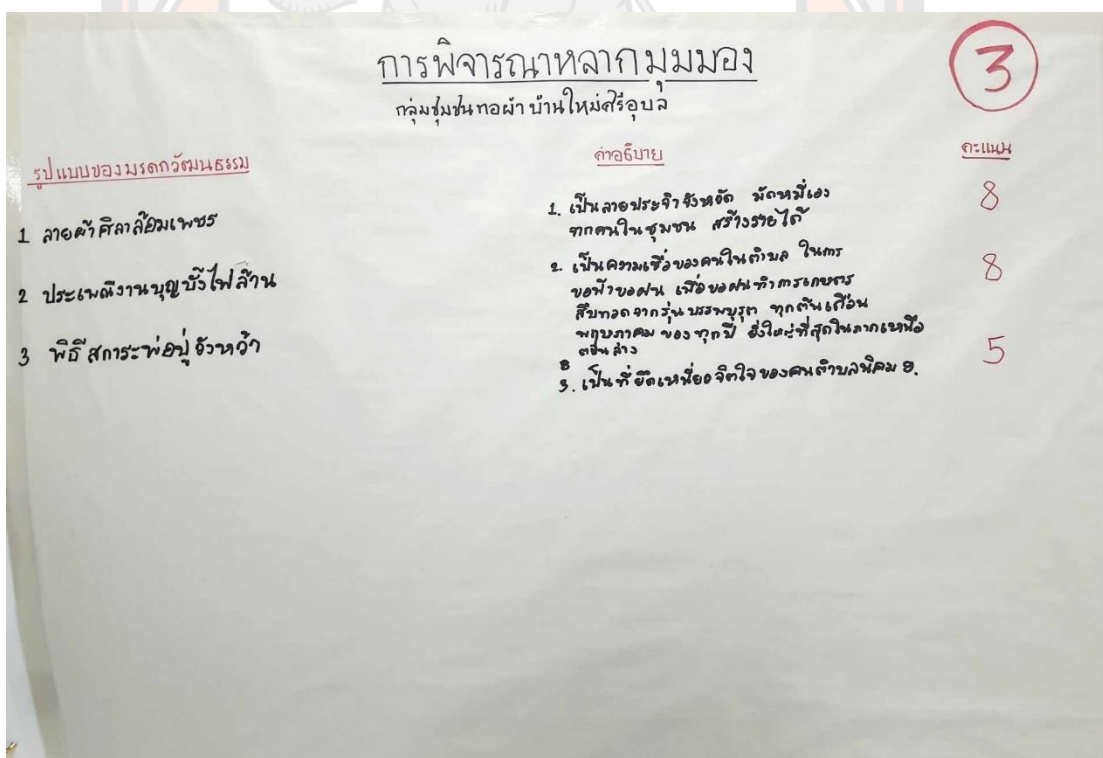 การพิจารณาหลากมุมมอง
3
กลุ่มชุมชนทอผ้า บ้านใหม่ศรีอุบล
รูปแบบของมรดกวัฒนธรรม
คำอธิบาย
คะแนน
1 ลายผ้าศิลาล้อมเพชร
1. เป็นลายประจำจังหวัด มัดหมี่เอง
ทุกคนในชุมชน สร้างรายได้
8
2 ประเพณีงานบุญบั้งไฟล้าน
2. เป็นความเชื่อของคนในตำบล ในการ
ขอฟ้าขอฝน เพื่อขอฝนทำการเกษตร
สืบทอดจากรุ่นบรรพบุรุษ ทุกต้นเดือน
พฤษภาคม ของทุกปี ยิ่งใหญ่ที่สุดในภาคเหนือ
ตอนล่าง
8
3 พิธีสการะพ่อปู่จังหว้า
3. เป็นที่ยึดเหนี่ยวจิตใจของคนตำบลนิคม
5